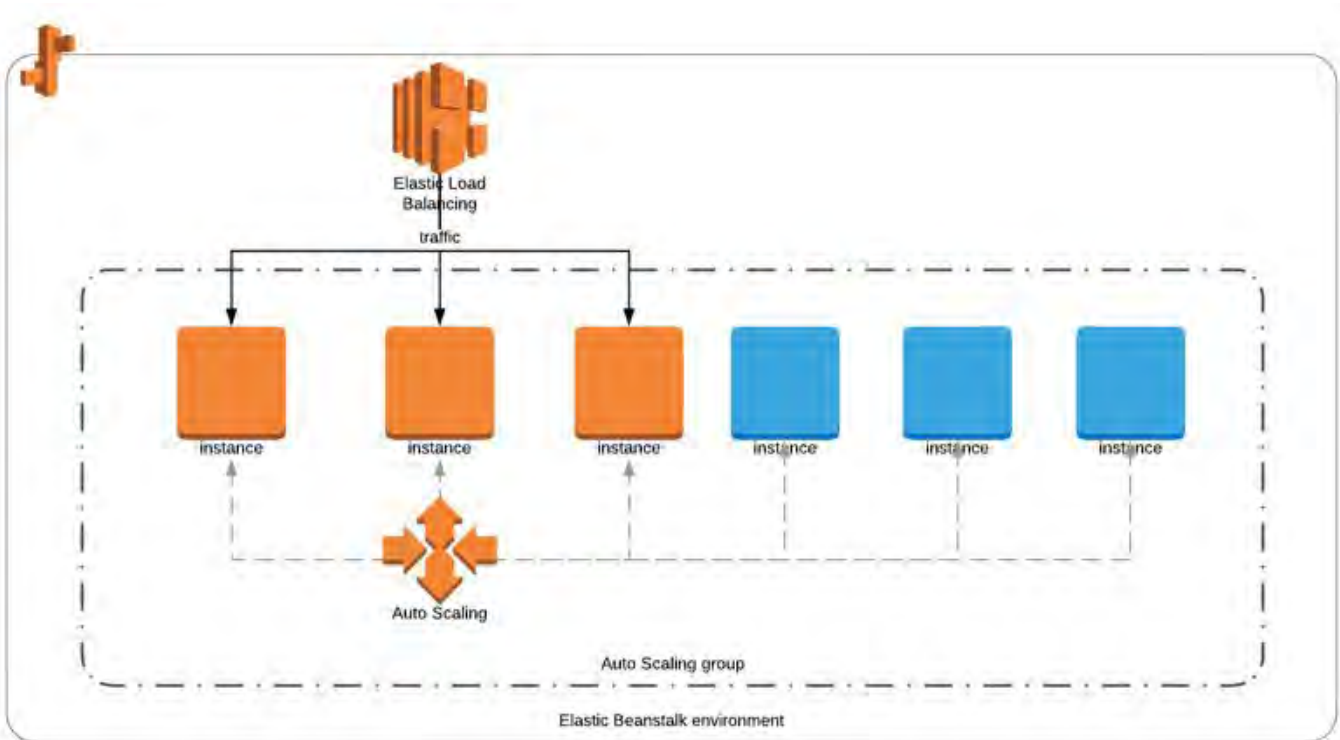 Elastic Load
Balancing
traffic
instance
instance
instance
instance
instance
instance
Auto Scaling
Auto Scaling group
Elastic Beanstalk environment